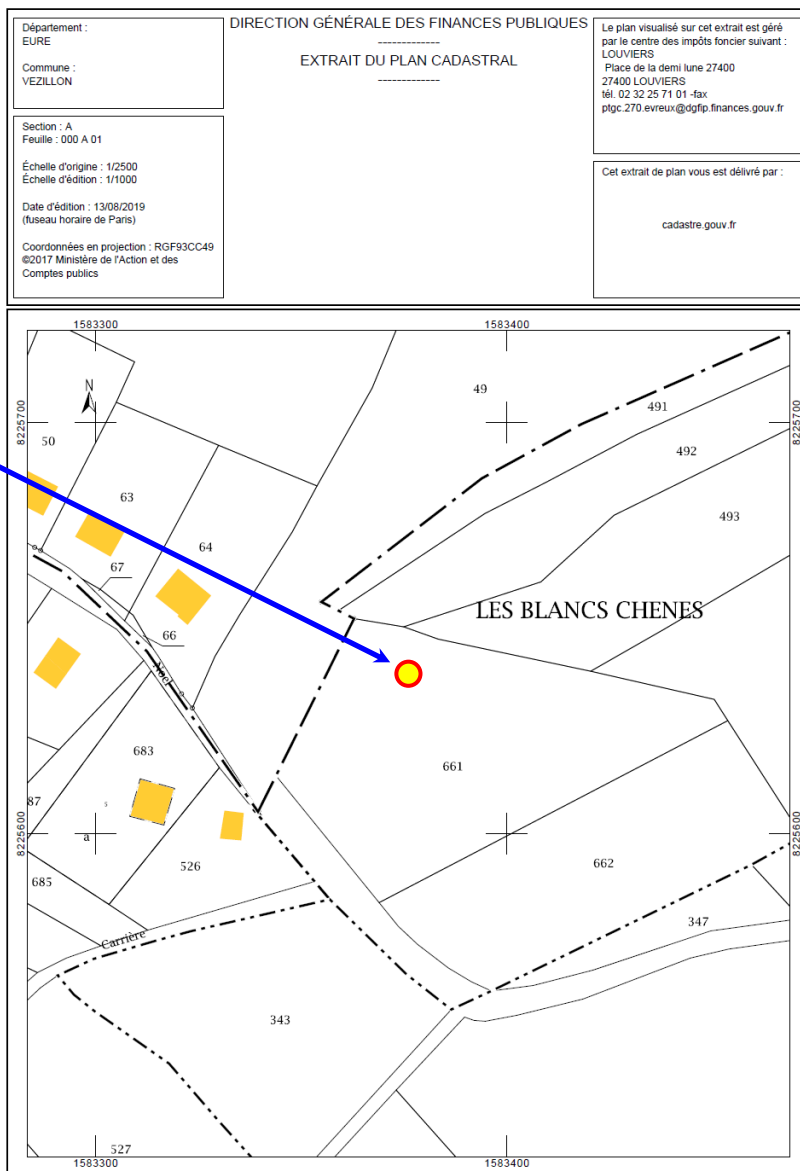 Département :
EURE
Commune :
VEZILLON
Section : A
Feuille : 000 A 01
Échelle d'origine : 1/2500
Échelle d'édition : 1/1000
Date d'édition : 13/08/2019
(fuseau horaire de Paris)
Coordonnées en projection : RGF93CC49
©2017 Ministère de l'Action et des
Comptes publics
DIRECTION GÉNÉRALE DES FINANCES PUBLIQUES
-------------
EXTRAIT DU PLAN CADASTRAL
-------------
Le plan visualisé sur cet extrait est géré
par le centre des impôts foncier suivant :
LOUVIERS
Place de la demi lune 27400
27400 LOUVIERS
tél. 02 32 25 71 01 -fax
ptgc.270.evreux@dgfip.finances.gouv.fr
Cet extrait de plan vous est délivré par :
cadastre.gouv.fr
1583300
1583400
N
49
491
8225700
8225700
50
492
63
493
64
67
LES BLANCS CHENES
66
Noel
683
661
87
s
8225600
8225600
a
526
662
685
347
Carrière
343
527
1583300
1583400